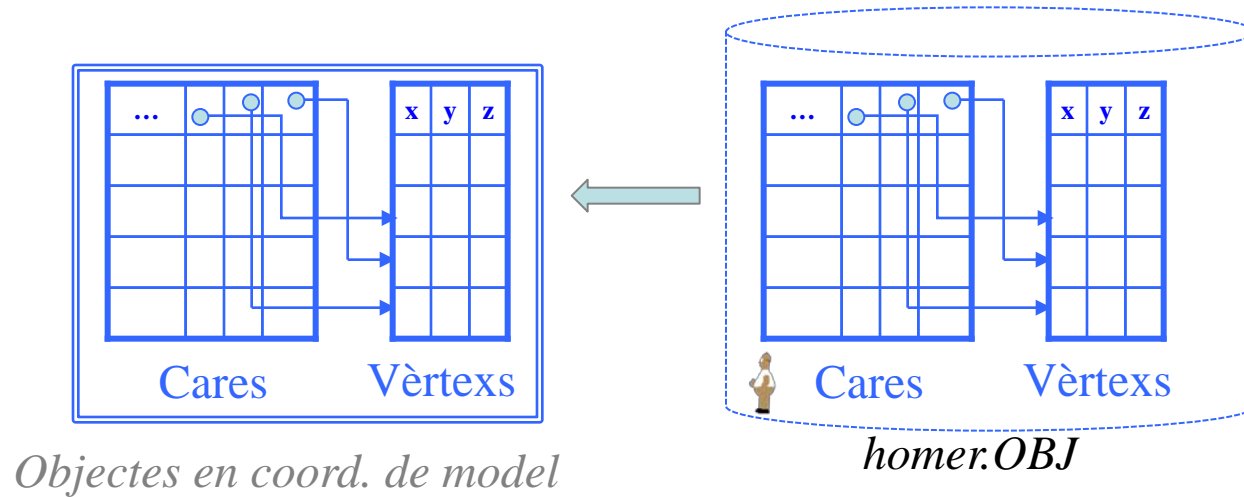 ... x y z
Cares Vèrtexs
Objectes en coord. de model
... x y z
Cares Vèrtexs
homer.OBJ